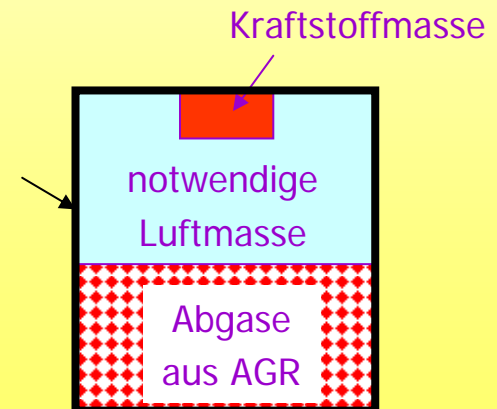 Kraftstoffmasse
notwendige
Luftmasse
Abgase
aus AGR